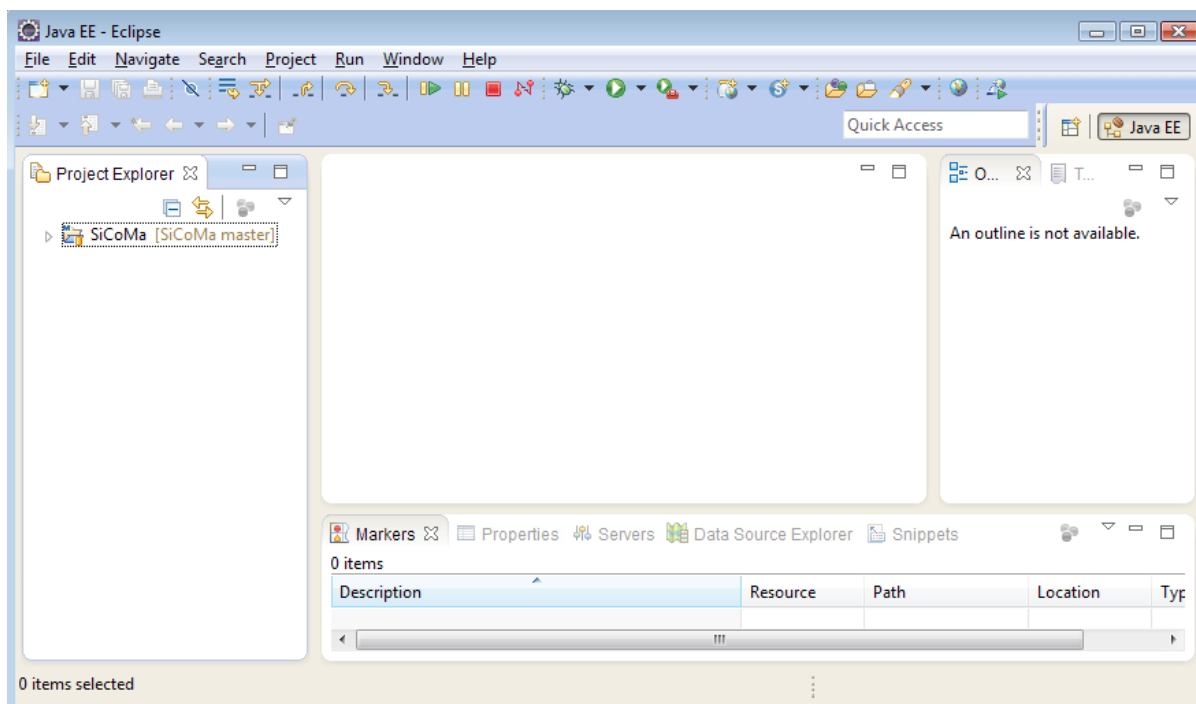 Java EE - Eclipse
File Edit Navigate Search Project Run Window Help
Quick Access
Java EE
Project Explorer
SiCoMa [SiCoMa master]
O... T...
An outline is not available.
Markers Properties Servers Data Source Explorer Snippets
0 items
Description Resource Path Location Typ
0 items selected